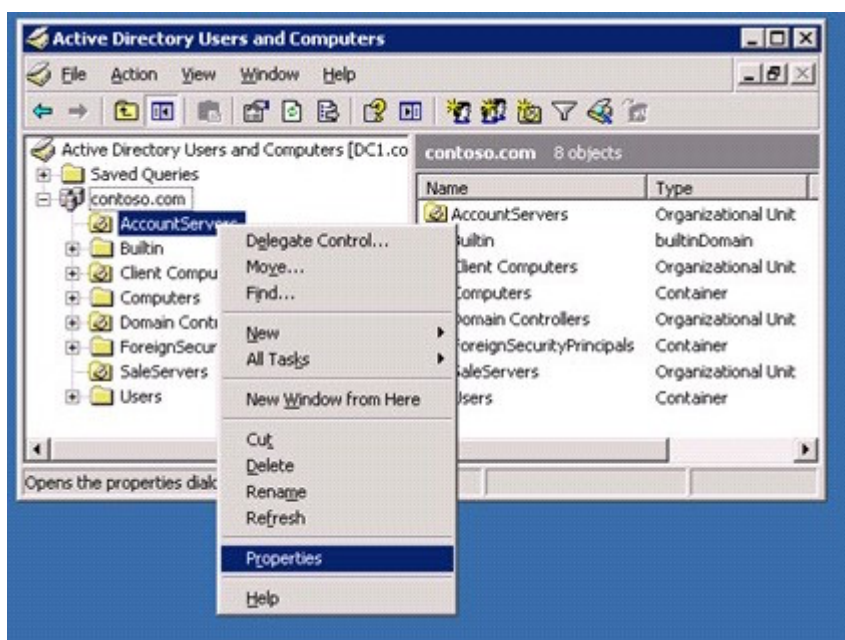 Active Directory Users and Computers
File Action View Window Help
Active Directory Users and Computers [DC1.co
Saved Queries
contoso.com
AccountServers
Builtin
Client Compu
Computers
Domain Cont
ForeignSecur
SaleServers
Users
contoso.com 8 objects
Name Type
AccountServers Organizational Unit
uiltin builtinDomain
lient Computers Organizational Unit
omputers Container
omain Controllers Organizational Unit
oreignSecurityPrincipals Container
aleServers Organizational Unit
sers Container
Delegate Control...
Move...
Find...
New
All Tasks
New Window from Here
Cut
Delete
Rename
Refresh
Properties
Help
Opens the properties dialo